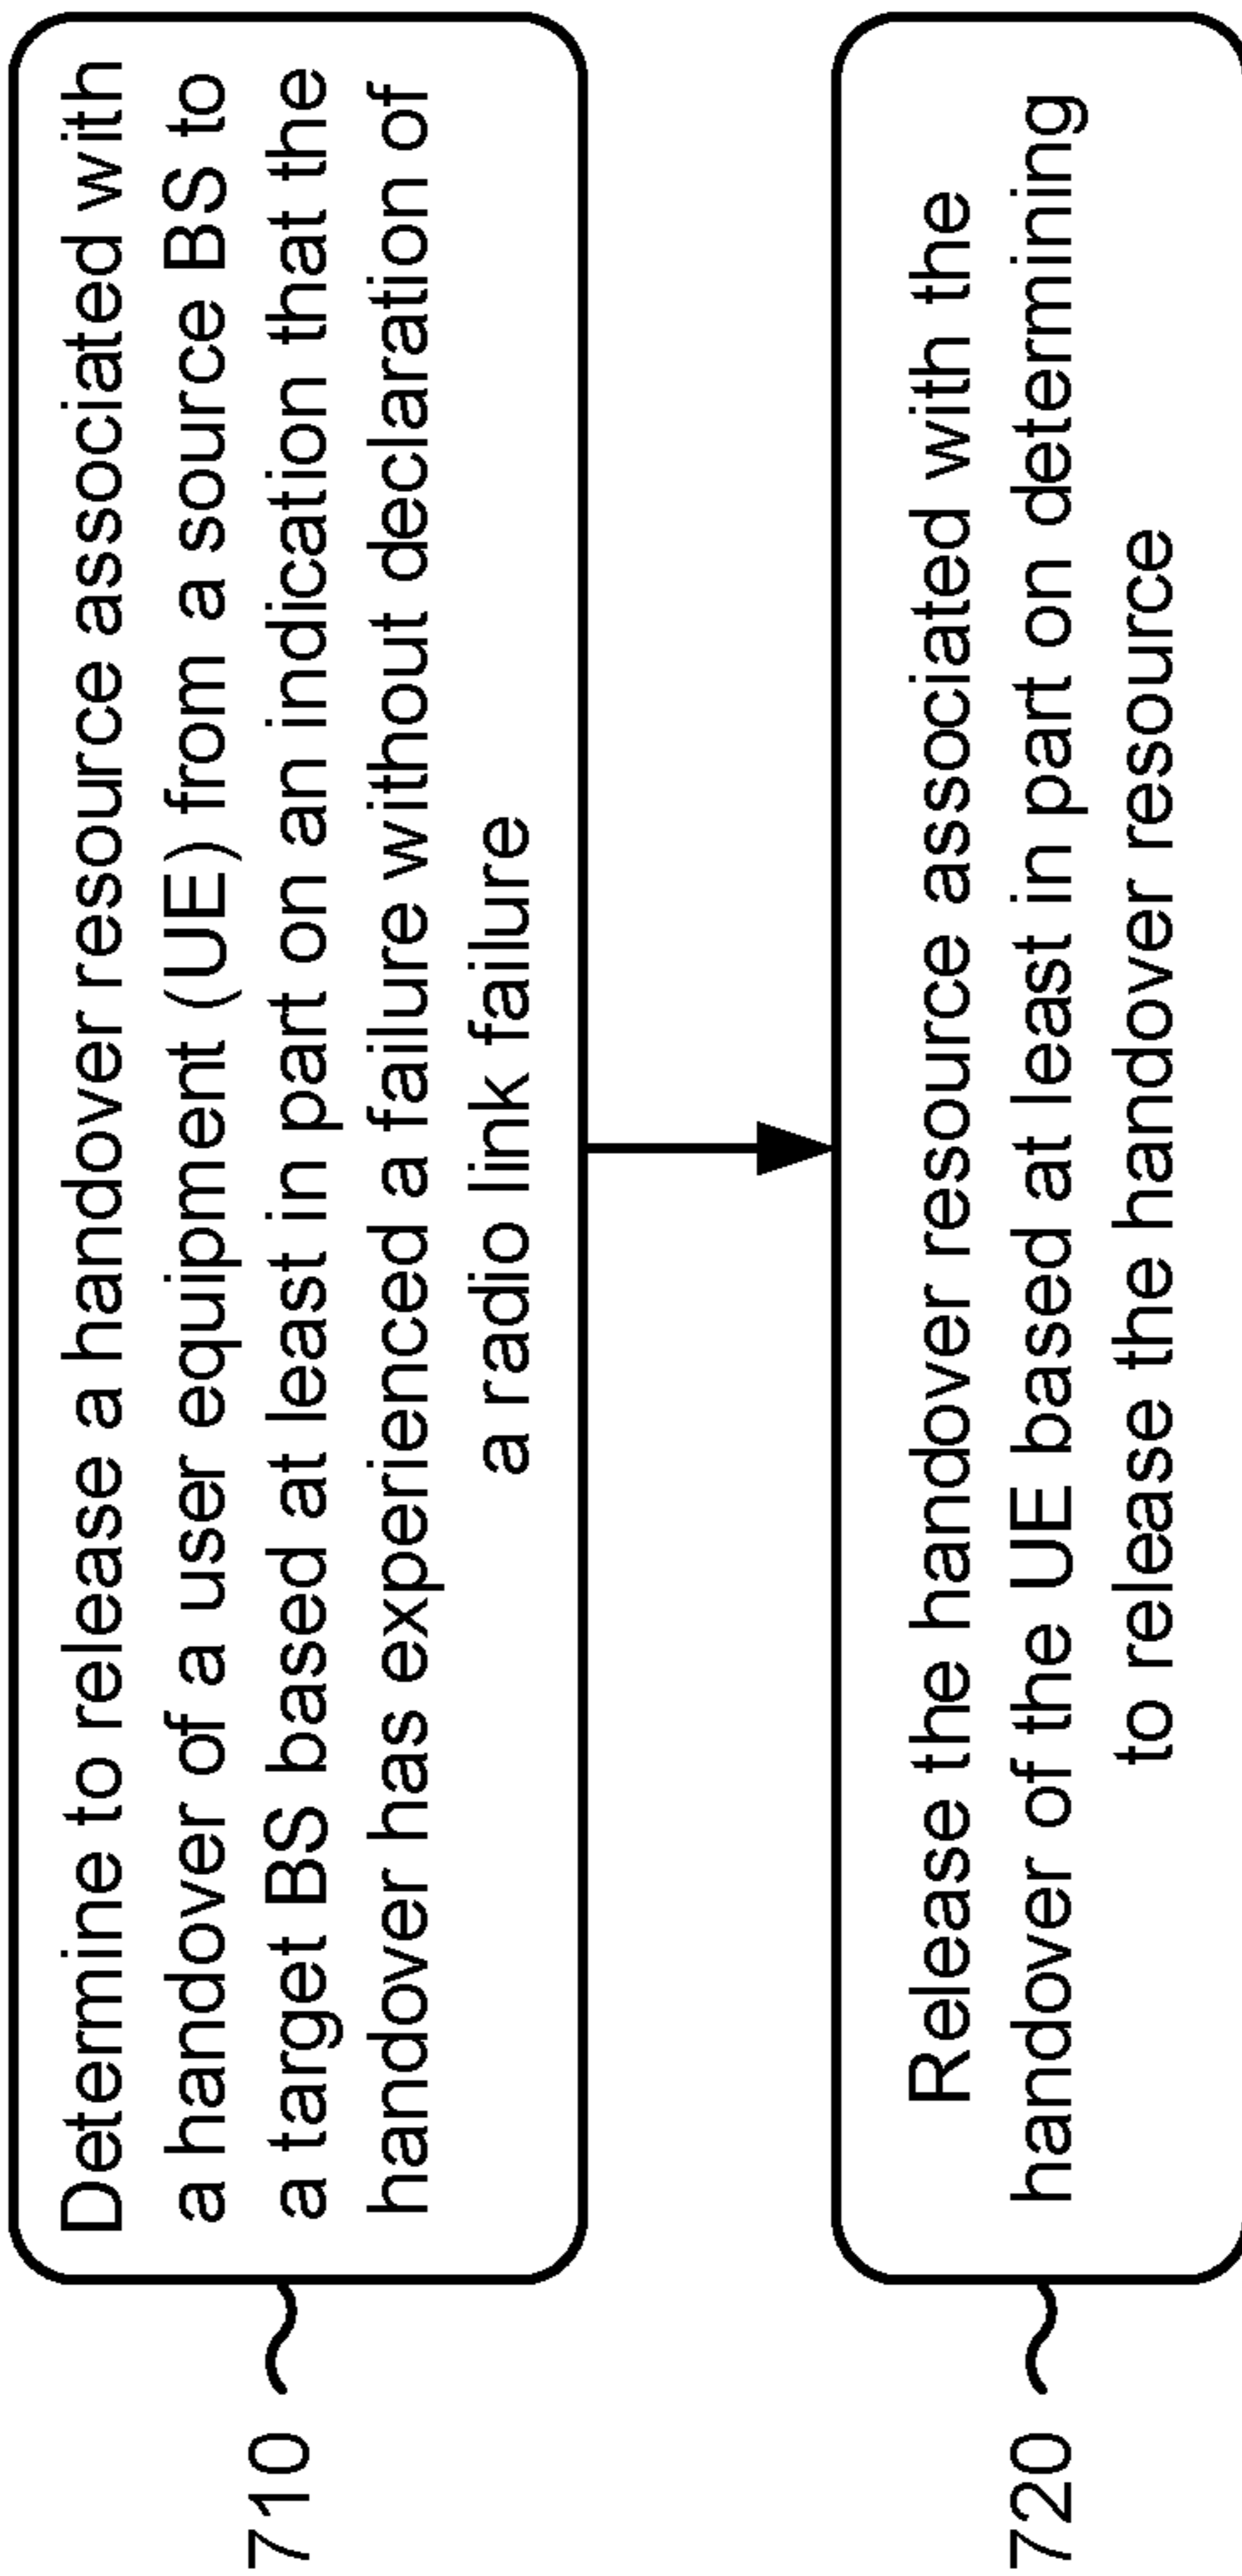 710
Determine to release a handover resource associated with
a handover of a user equipment (UE) from a source BS to
a target BS based at least in part on an indication that the
handover has experienced a failure without declaration of
a radio link failure
720
Release the handover resource associated with the
handover of the UE based at least in part on determining
to release the handover resource